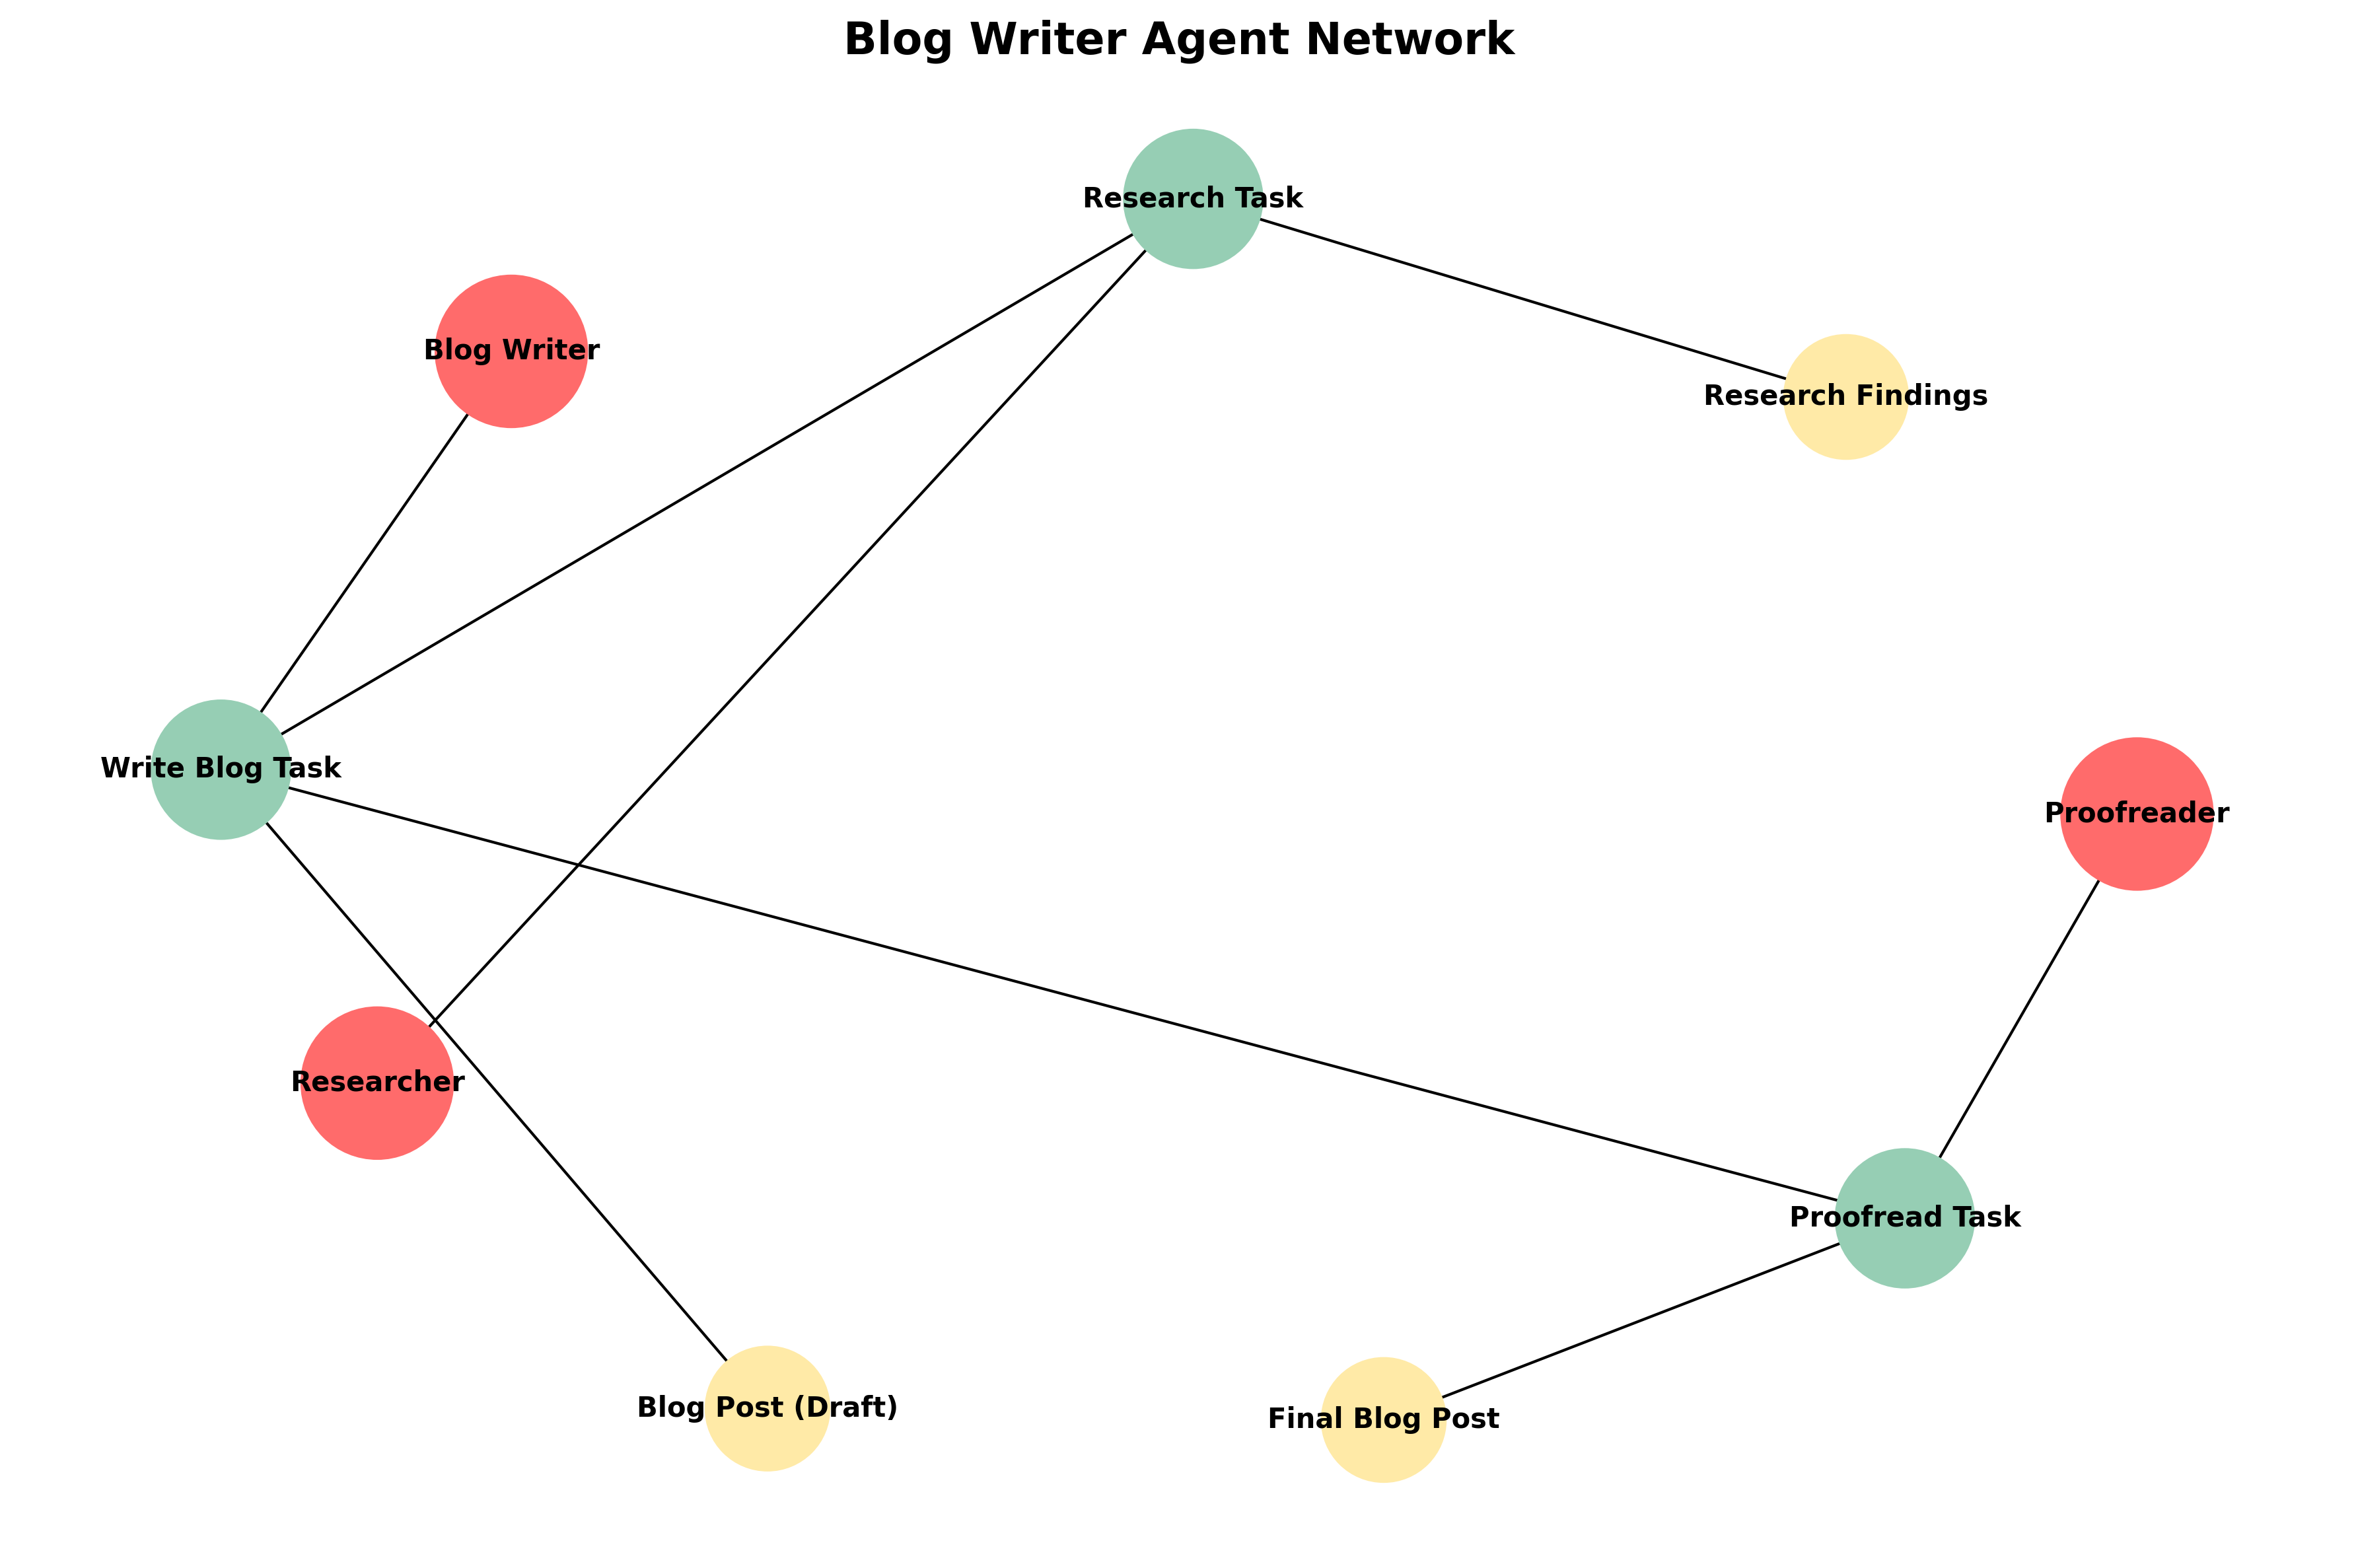 Blog Writer Agent Network
Research Task
Blog Writer
Research Findings
Write Blog Task
Proofreader
Researcher
Proofread Task
Blog Post (Draft)
Final Blog Post